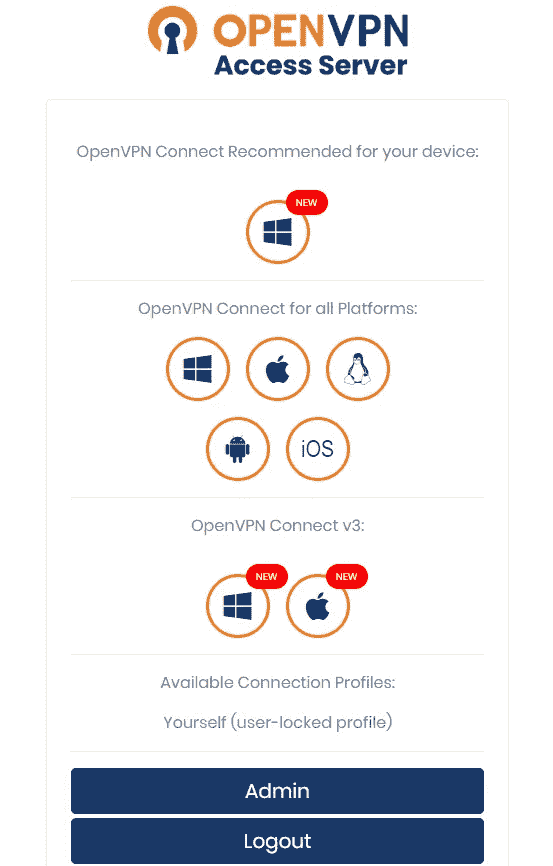 OPENVPN
Access Server
OpenVPN Connect Recommended for your device:
NEW
OpenVPN Connect for all Platforms:
iOS
OpenVPN Connect v3:
NEW NEW
Available Connection Profiles:
Yourself (user-locked profile)
Admin
Logout